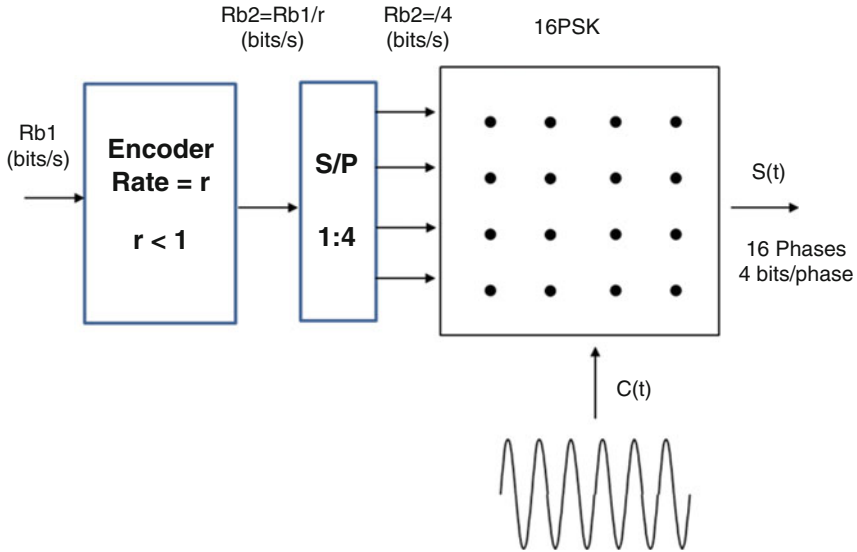 Rb2=Rb1/r
(bits/s)
Rb2=/4
(bits/s)
16PSK
Rb1
(bits/s)
Encoder
Rate = r
r < 1
S/P
1:4
S(t)
16 Phases
4 bits/phase
C(t)